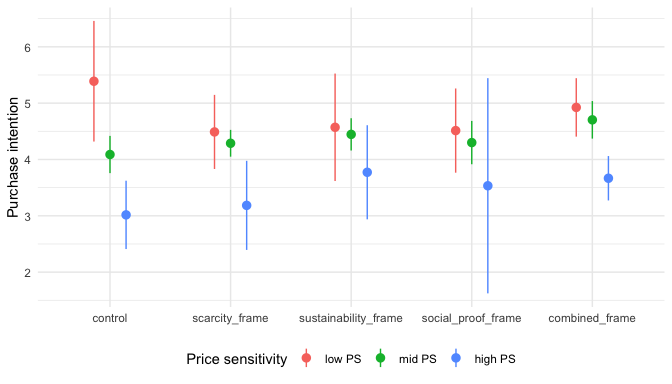 Purchase intention
6
5
4
3
2
control scarcity_frame sustainability_frame social_proof_frame combined_frame
Price sensitivity low PS mid PS high PS